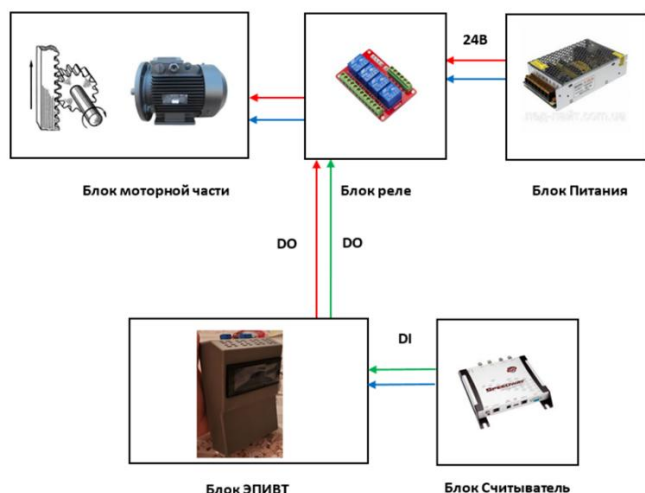 24В
Блок моторной части
Блок реле
Блок Питания
DO
DO
DI
Блок ЭПИВТ
Блок Считыватель